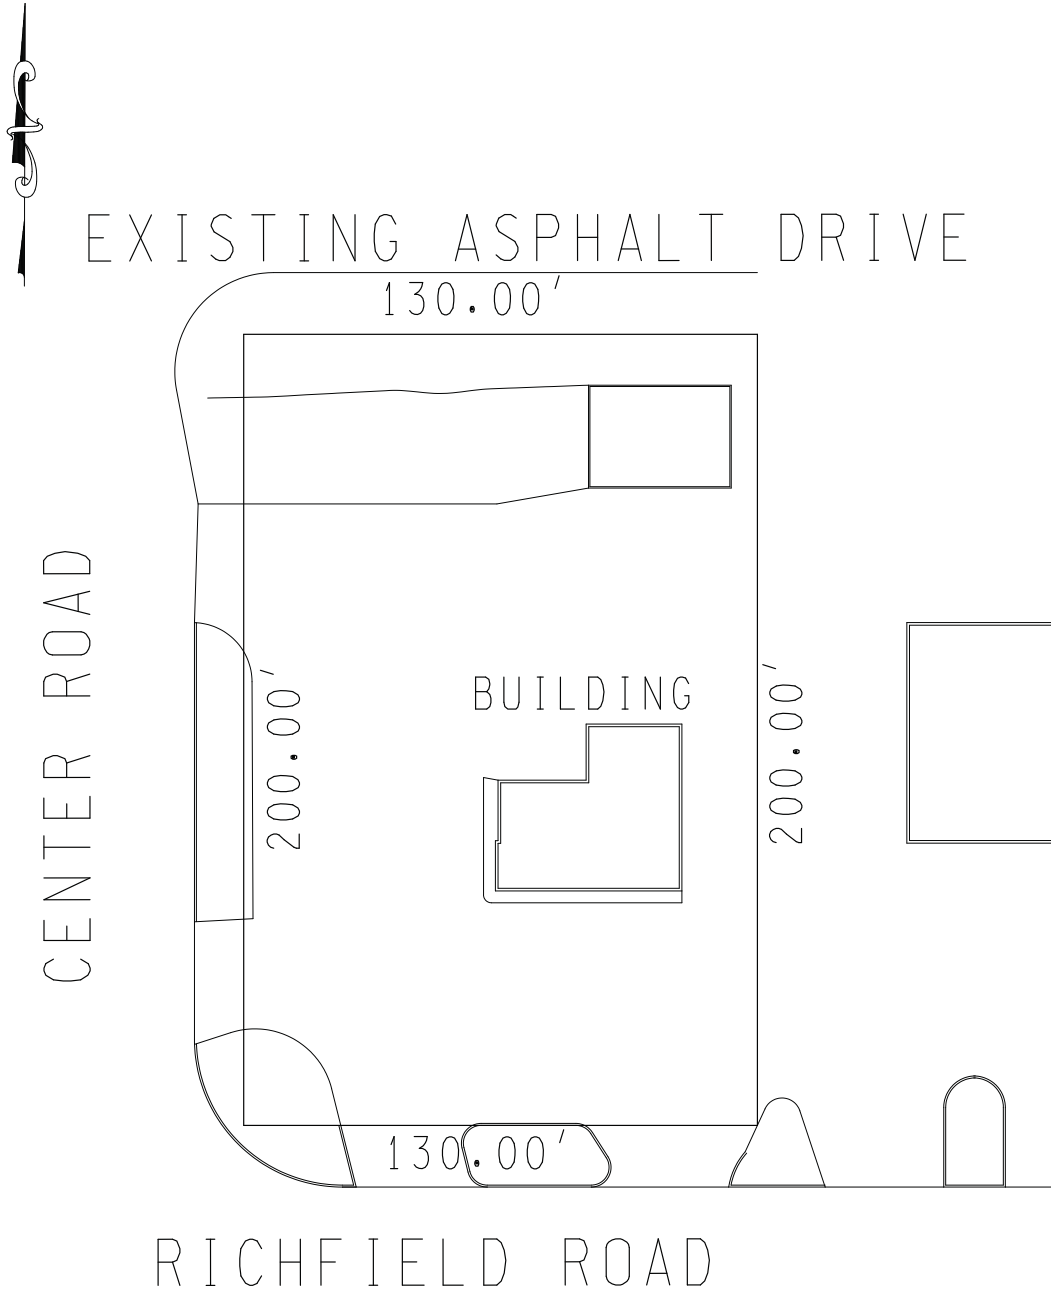 EXISTING ASPHALT DRIVE
130.00'
CENTER ROAD
200.00'
BUILDING
200.00'
130.00'
RICHFIELD ROAD